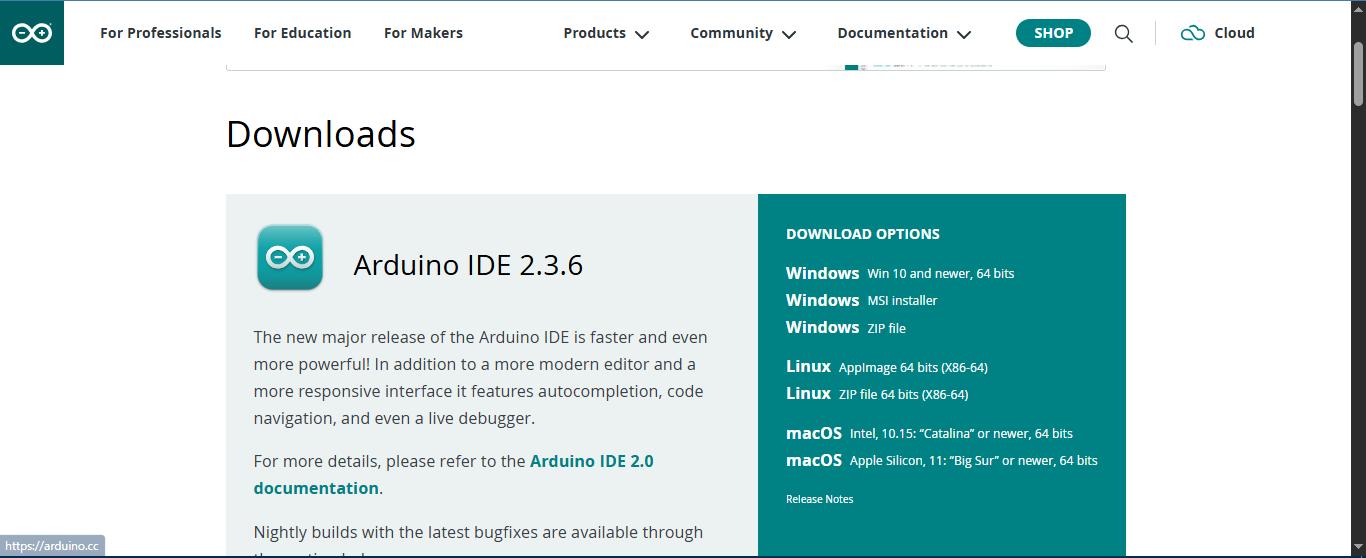 For Professionals For Education For Makers Products Community Documentation SHOP Cloud
Downloads
Arduino IDE 2.3.6
The new major release of the Arduino IDE is faster and even
more powerful! In addition to a more modern editor and a
more responsive interface it features autocompletion, code
navigation, and even a live debugger.
For more details, please refer to the Arduino IDE 2.0
documentation.
Nightly builds with the latest bugfixes are available through
DOWNLOAD OPTIONS
Windows Win 10 and newer, 64 bits
Windows MSI installer
Windows ZIP file
Linux AppImage 64 bits (X86-64)
Linux ZIP file 64 bits (X86-64)
macOS Intel, 10.15: “Catalina” or newer, 64 bits
macOS Apple Silicon, 11: “Big Sur” or newer, 64 bits
Release Notes
https://arduino.cc